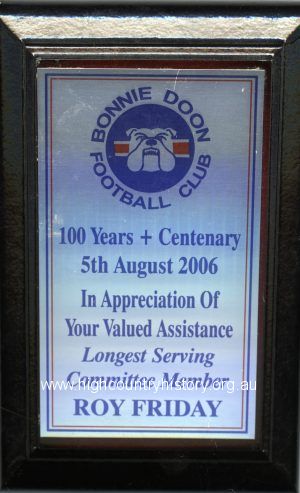 BONNIE DOON
FOOTBALL CLUB
100 Years + Centenary
5th August 2006
In Appreciation Of
Your Valued Assistance
Longest Serving
Committee Member
www.highcountryhistory.org.au
ROY FRIDAY